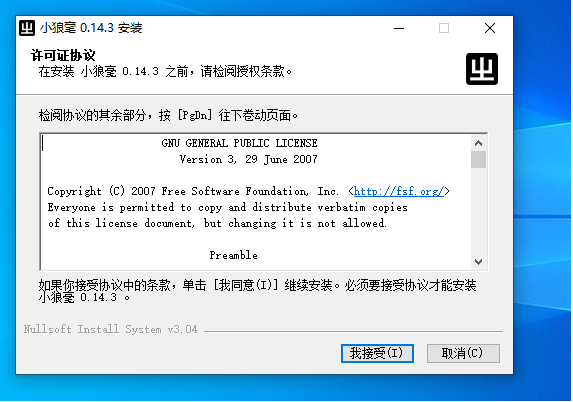 小狼毫 0.14.3 安装
许可证协议
在安装 小狼毫 0.14.3 之前，请检阅授权条款。
检阅协议的其余部分，按 [PgDn] 往下卷动页面。
GNU GENERAL PUBLIC LICENSE
Version 3, 29 June 2007
Copyright (C) 2007 Free Software Foundation, Inc. <http://fsf.org/>
Everyone is permitted to copy and distribute verbatim copies
of this license document, but changing it is not allowed.
Preamble
如果你接受协议中的条款，单击 [我同意(I)] 继续安装。必须要接受协议才能安装
小狼毫 0.14.3 。
Nullsoft Install System v3.04
我接受(I)
取消(C)